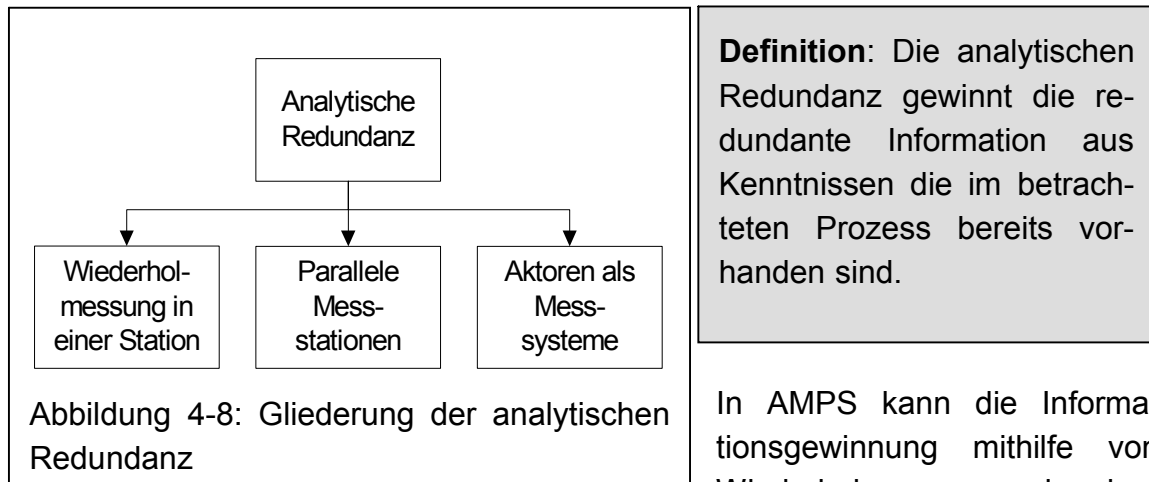 Analytische
Redundanz
Wiederhol-
messung in
einer Station
Parallele
Mess-
stationen
Aktoren als
Mess-
systeme
Abbildung 4-8: Gliederung der analytischen
Redundanz
Definition: Die analytischen
Redundanz gewinnt die re-
dundante Information aus
Kenntnissen die im betrach-
teten Prozess bereits vor-
handen sind.
In AMPS kann die Informa
tionsgewinnung mithilfe vor